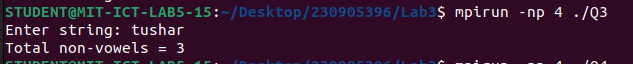 STUDENT@MIT-ICT-LAB5-15:~/Desktop/230905396/Lab3$ mpirun -np 4 ./Q3
Enter string: tushar
Total non-vowels = 3